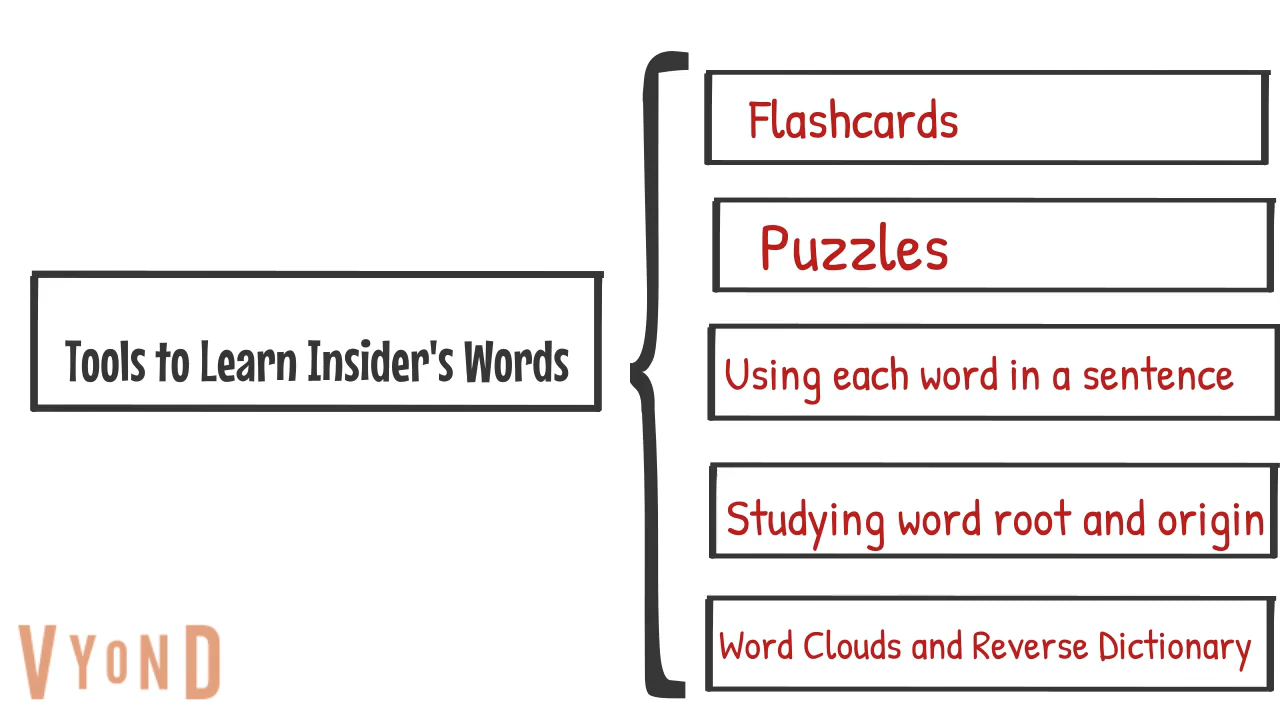 Tools to Learn Insider's Words
Flashcards
Puzzles
Using each word in a sentence
Studying word root and origin
Word Clouds and Reverse Dictionary
VYOND